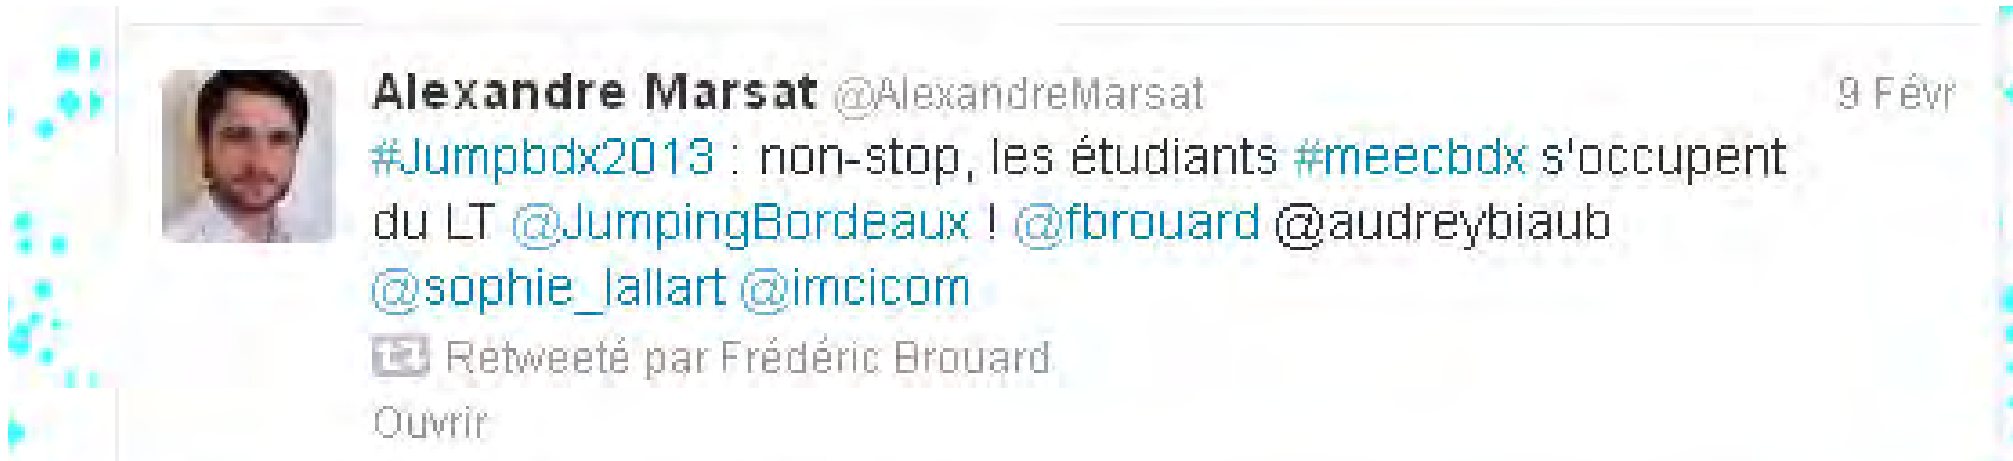 Alexandre Marsat @AlexandreMarsat 9 Févr
#Jumpbdx2013 : non-stop, les étudiants #meecbdx s'occupent
du LT @JumpingBordeaux ! @fbrouard @audreybiaub
@sophie_lallart @imcicom
Retweeté par Frédéric Brouard
Ouvrir